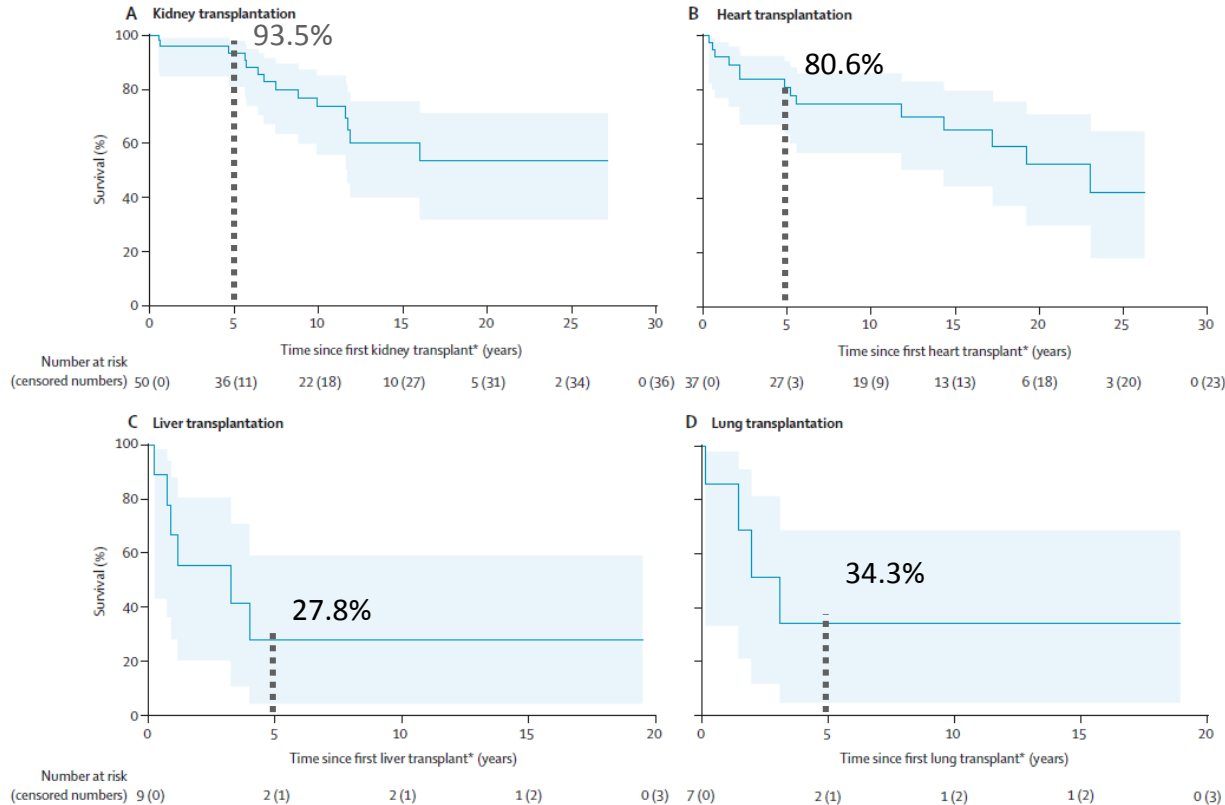 A Kidney transplantation
93.5%
100
80
60
40
20
0
Survival (%)
0 5 10 15 20 25 30
Time since first kidney transplant* (years)
Number at risk
(censored numbers) 50 (0) 36 (11) 22 (18) 10 (27) 5 (31) 2 (34) 0 (36)
B Heart transplantation
80.6%
0 5 10 15 20 25 30
Time since first heart transplant* (years)
37 (0) 27 (3) 19 (9) 13 (13) 6 (18) 3 (20) 0 (23)
C Liver transplantation
27.8%
100
80
60
40
20
0
Survival (%)
0 5 10 15 20
Time since first liver transplant* (years)
Number at risk
(censored numbers) 9 (0) 2 (1) 2 (1) 1 (2) 0 (3)
D Lung transplantation
34.3%
0 5 10 15 20
Time since first lung transplant* (years)
7 (0) 2 (1) 1 (2) 1 (2) 0 (3)